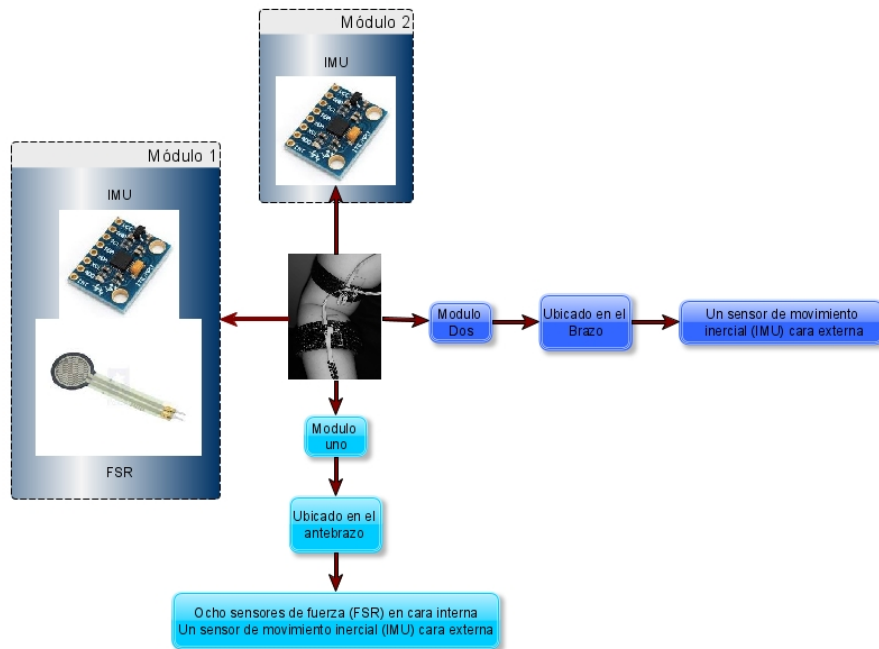 Módulo 2
IMU
Módulo 1
IMU
FSR
Modulo
Dos
Ubicado en el
Brazo
Un sensor de movimiento
inercial (IMU) cara externa
Modulo
uno
Ubicado en el
antebrazo
Ocho sensores de fuerza (FSR) en cara interna
Un sensor de movimiento inercial (IMU) cara externa